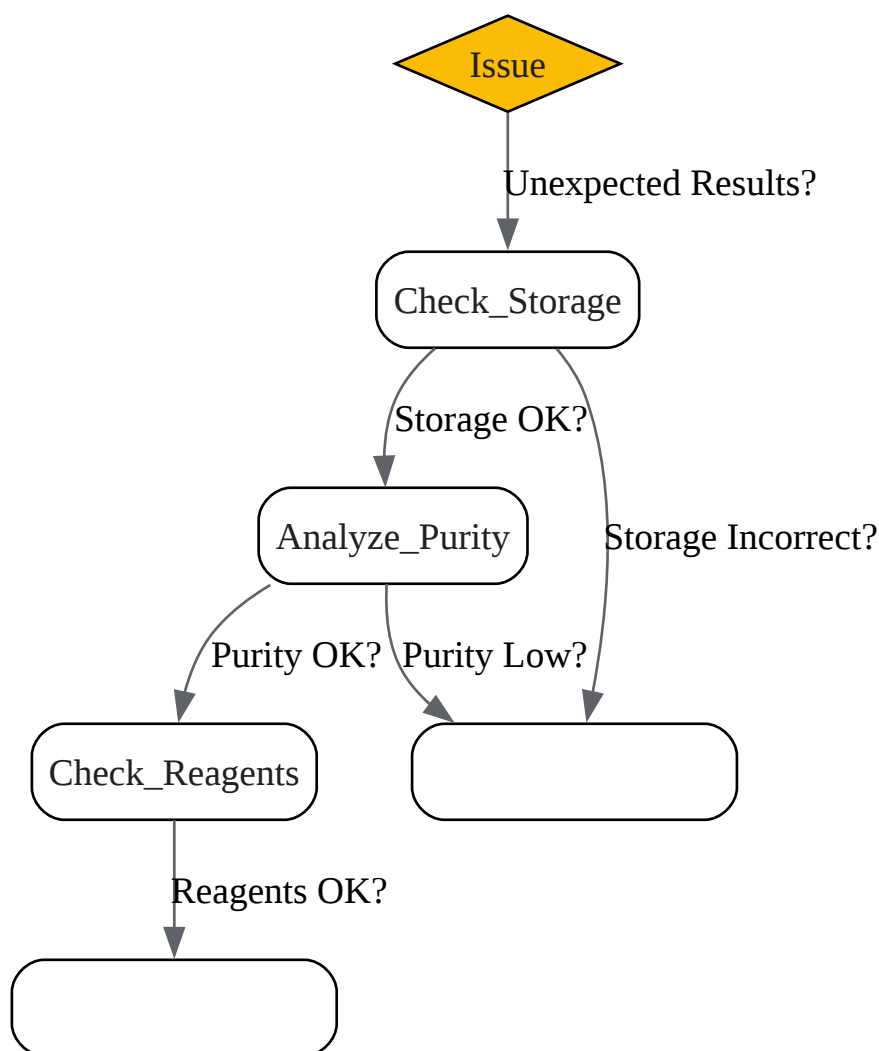 Issue
Unexpected Results?
Check_Storage
Storage OK?
Analyze_Purity
Storage Incorrect?
Purity OK?
Purity Low?
Check_Reagents
Reagents OK?